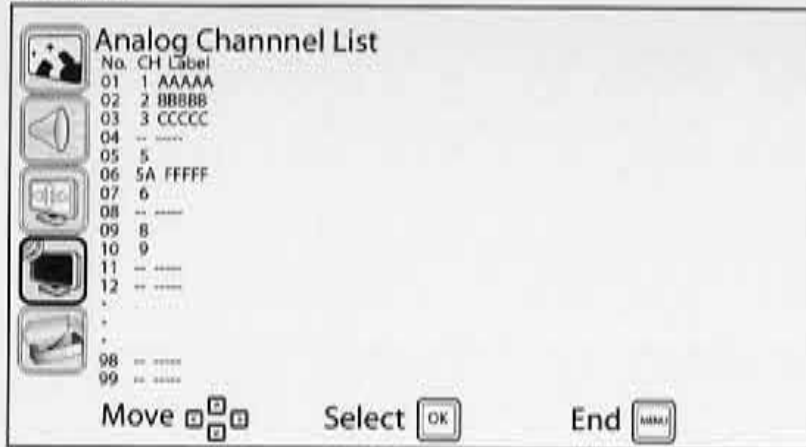 Analog Channnel List
No. CH Label
01 1 AAAAA
02 2 BBBBB
03 3 CCCCC
04 -- -----
05 5
06 5A FFFFF
07 6
08 -- -----
09 8
10 9
11 -- -----
12 -- -----
.
.
.
98 -- -----
99 -- -----
Move Select OK End MENU